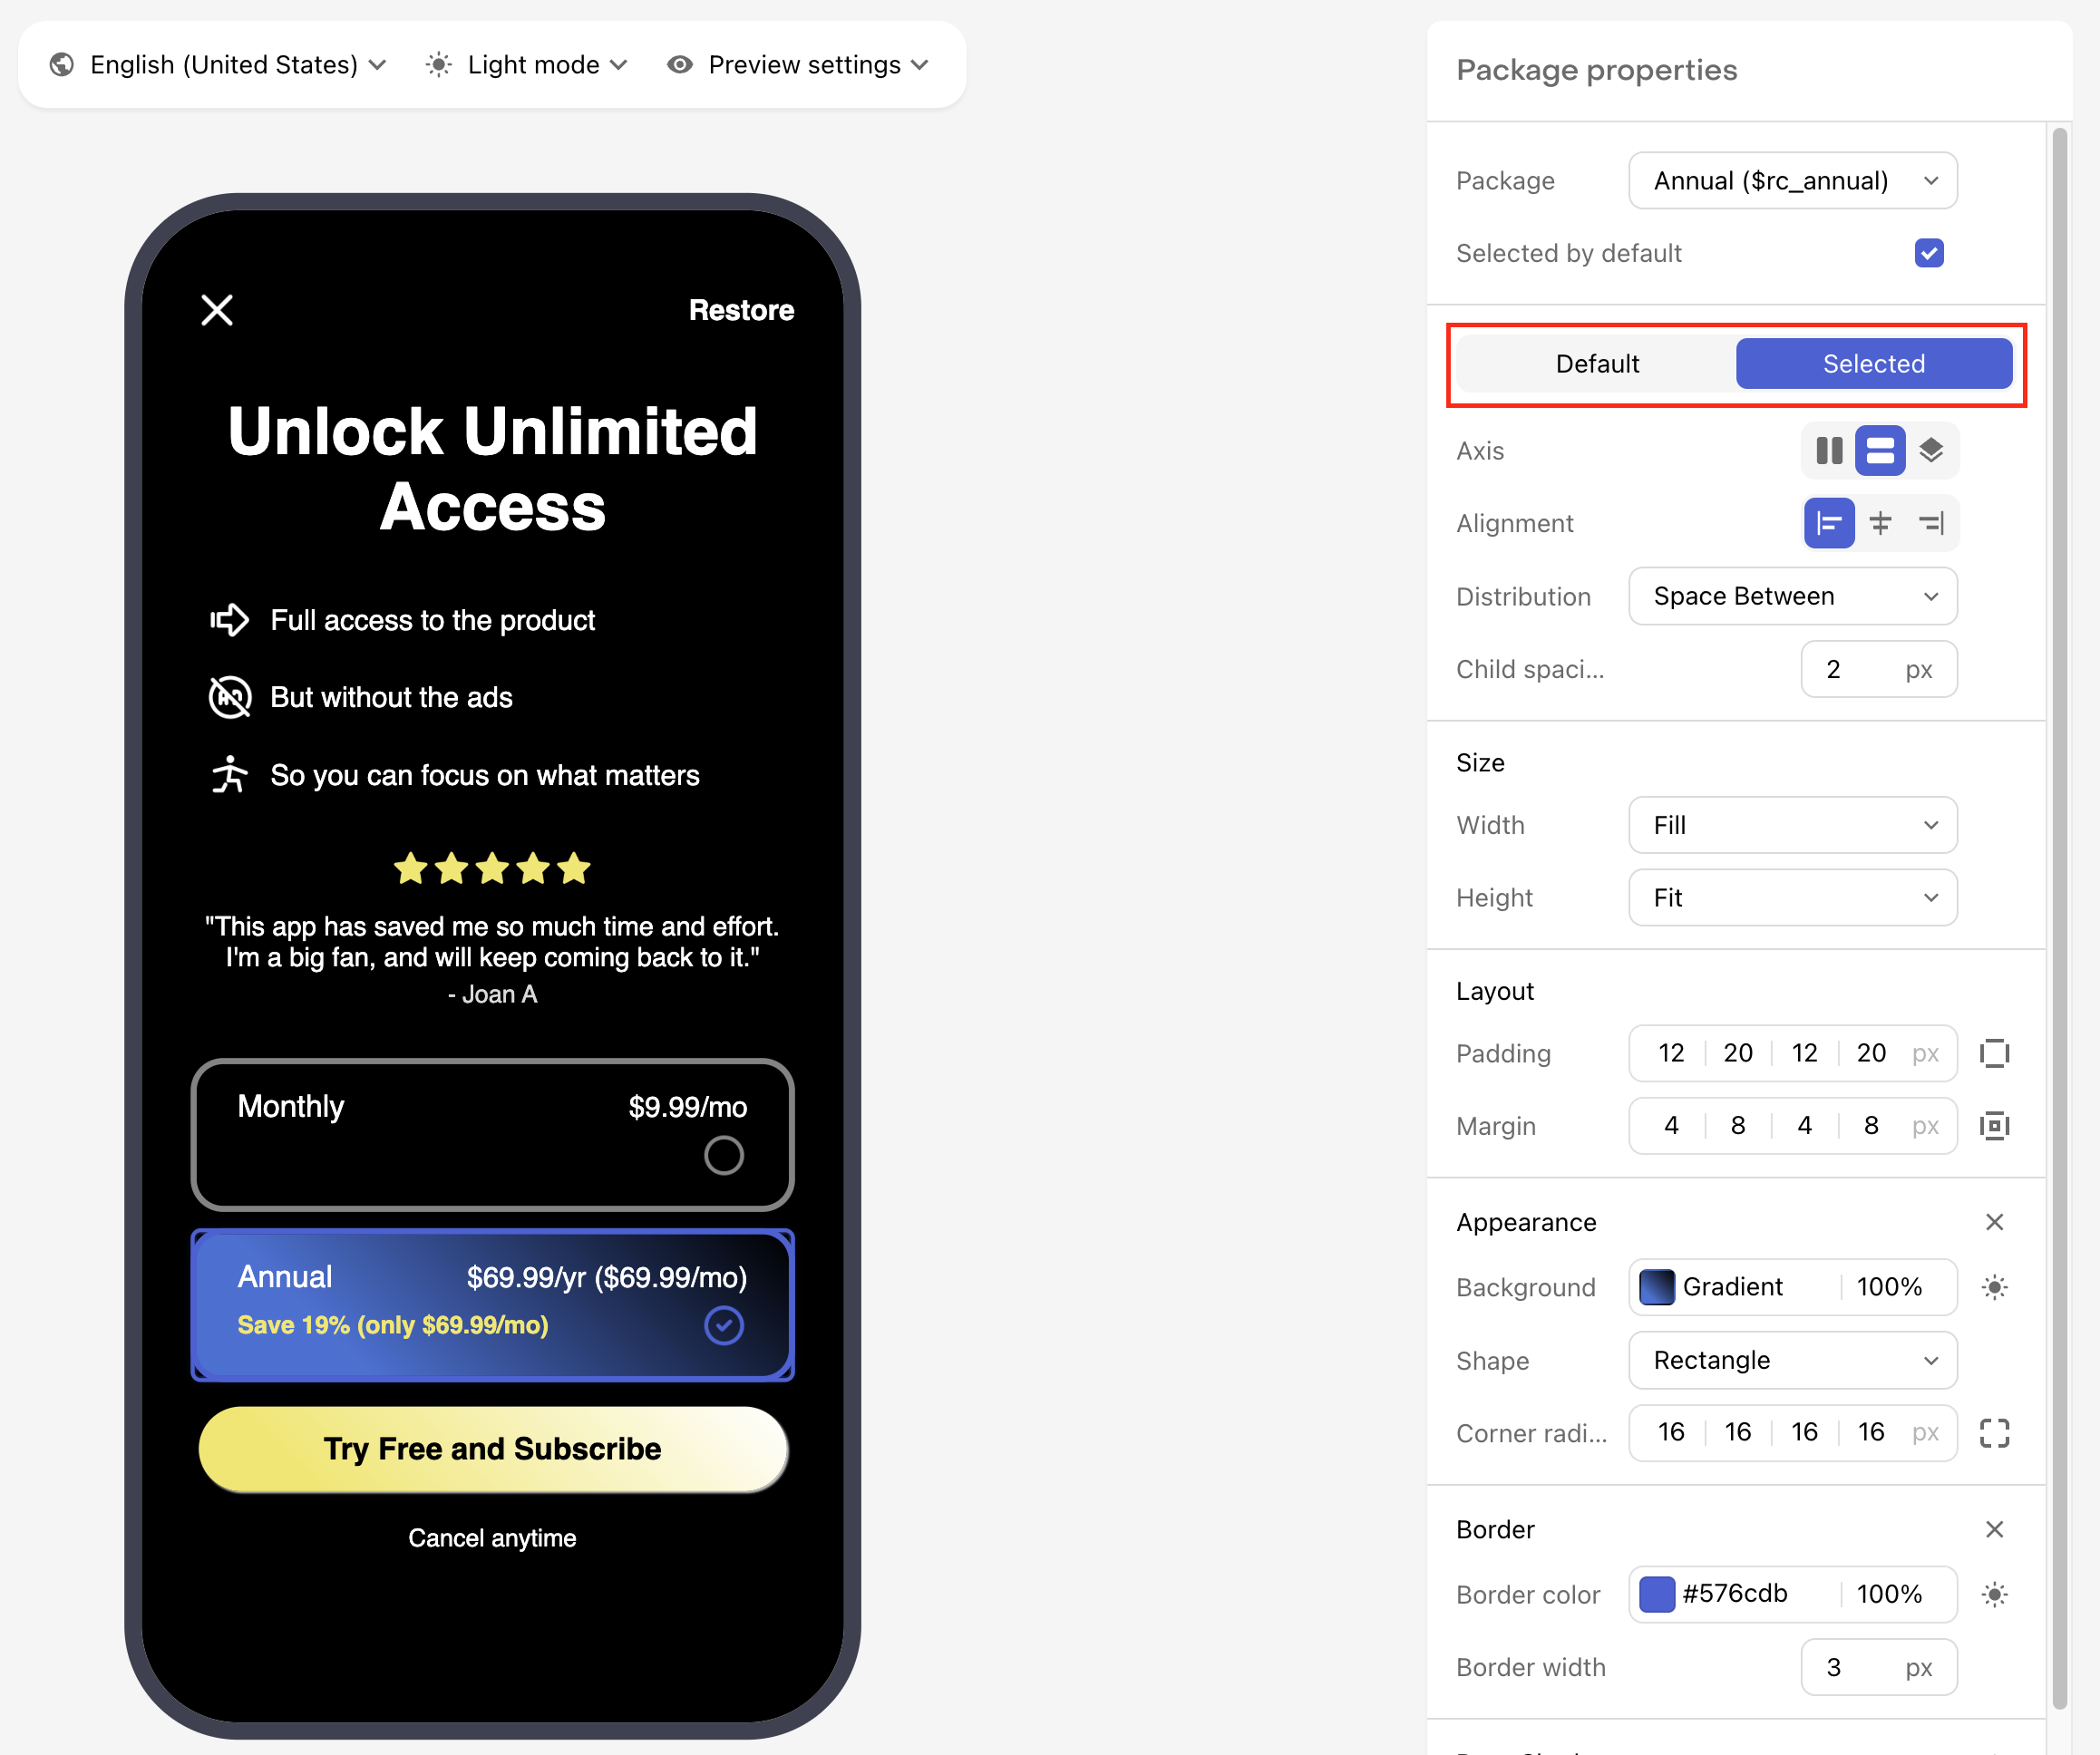 English (United States)
Light mode
Preview settings
Restore
Unlock Unlimited
Access
Full access to the product
AD
But without the ads
So you can focus on what matters
"This app has saved me so much time and effort.
I'm a big fan, and will keep coming back to it."
- Joan A
Monthly
$9.99/mo
Annual
$69.99/yr ($69.99/mo)
Save 19% (only $69.99/mo)
Try Free and Subscribe
Cancel anytime
Package properties
Package
Annual ($rc_annual)
Selected by default
Default
Selected
Axis
Alignment
Distribution
Space Between
Child spaci...
2 px
Size
Width
Fill
Height
Fit
Layout
Padding
12 20 12 20 px
Margin
4 8 4 8 px
Appearance
Background
Gradient 100%
Shape
Rectangle
Corner radi...
16 16 16 16 px
Border
Border color
#576cdb 100%
Border width
3 px